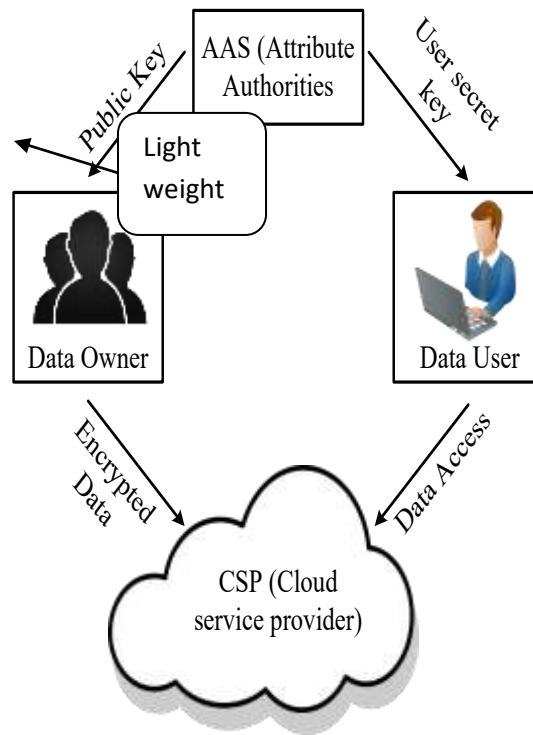 AAS (Attribute
Authorities
Public Key
User secret
key
Light
weight
Data Owner
Data User
Encrypted
Data
Data Access
CSP (Cloud
service provider)